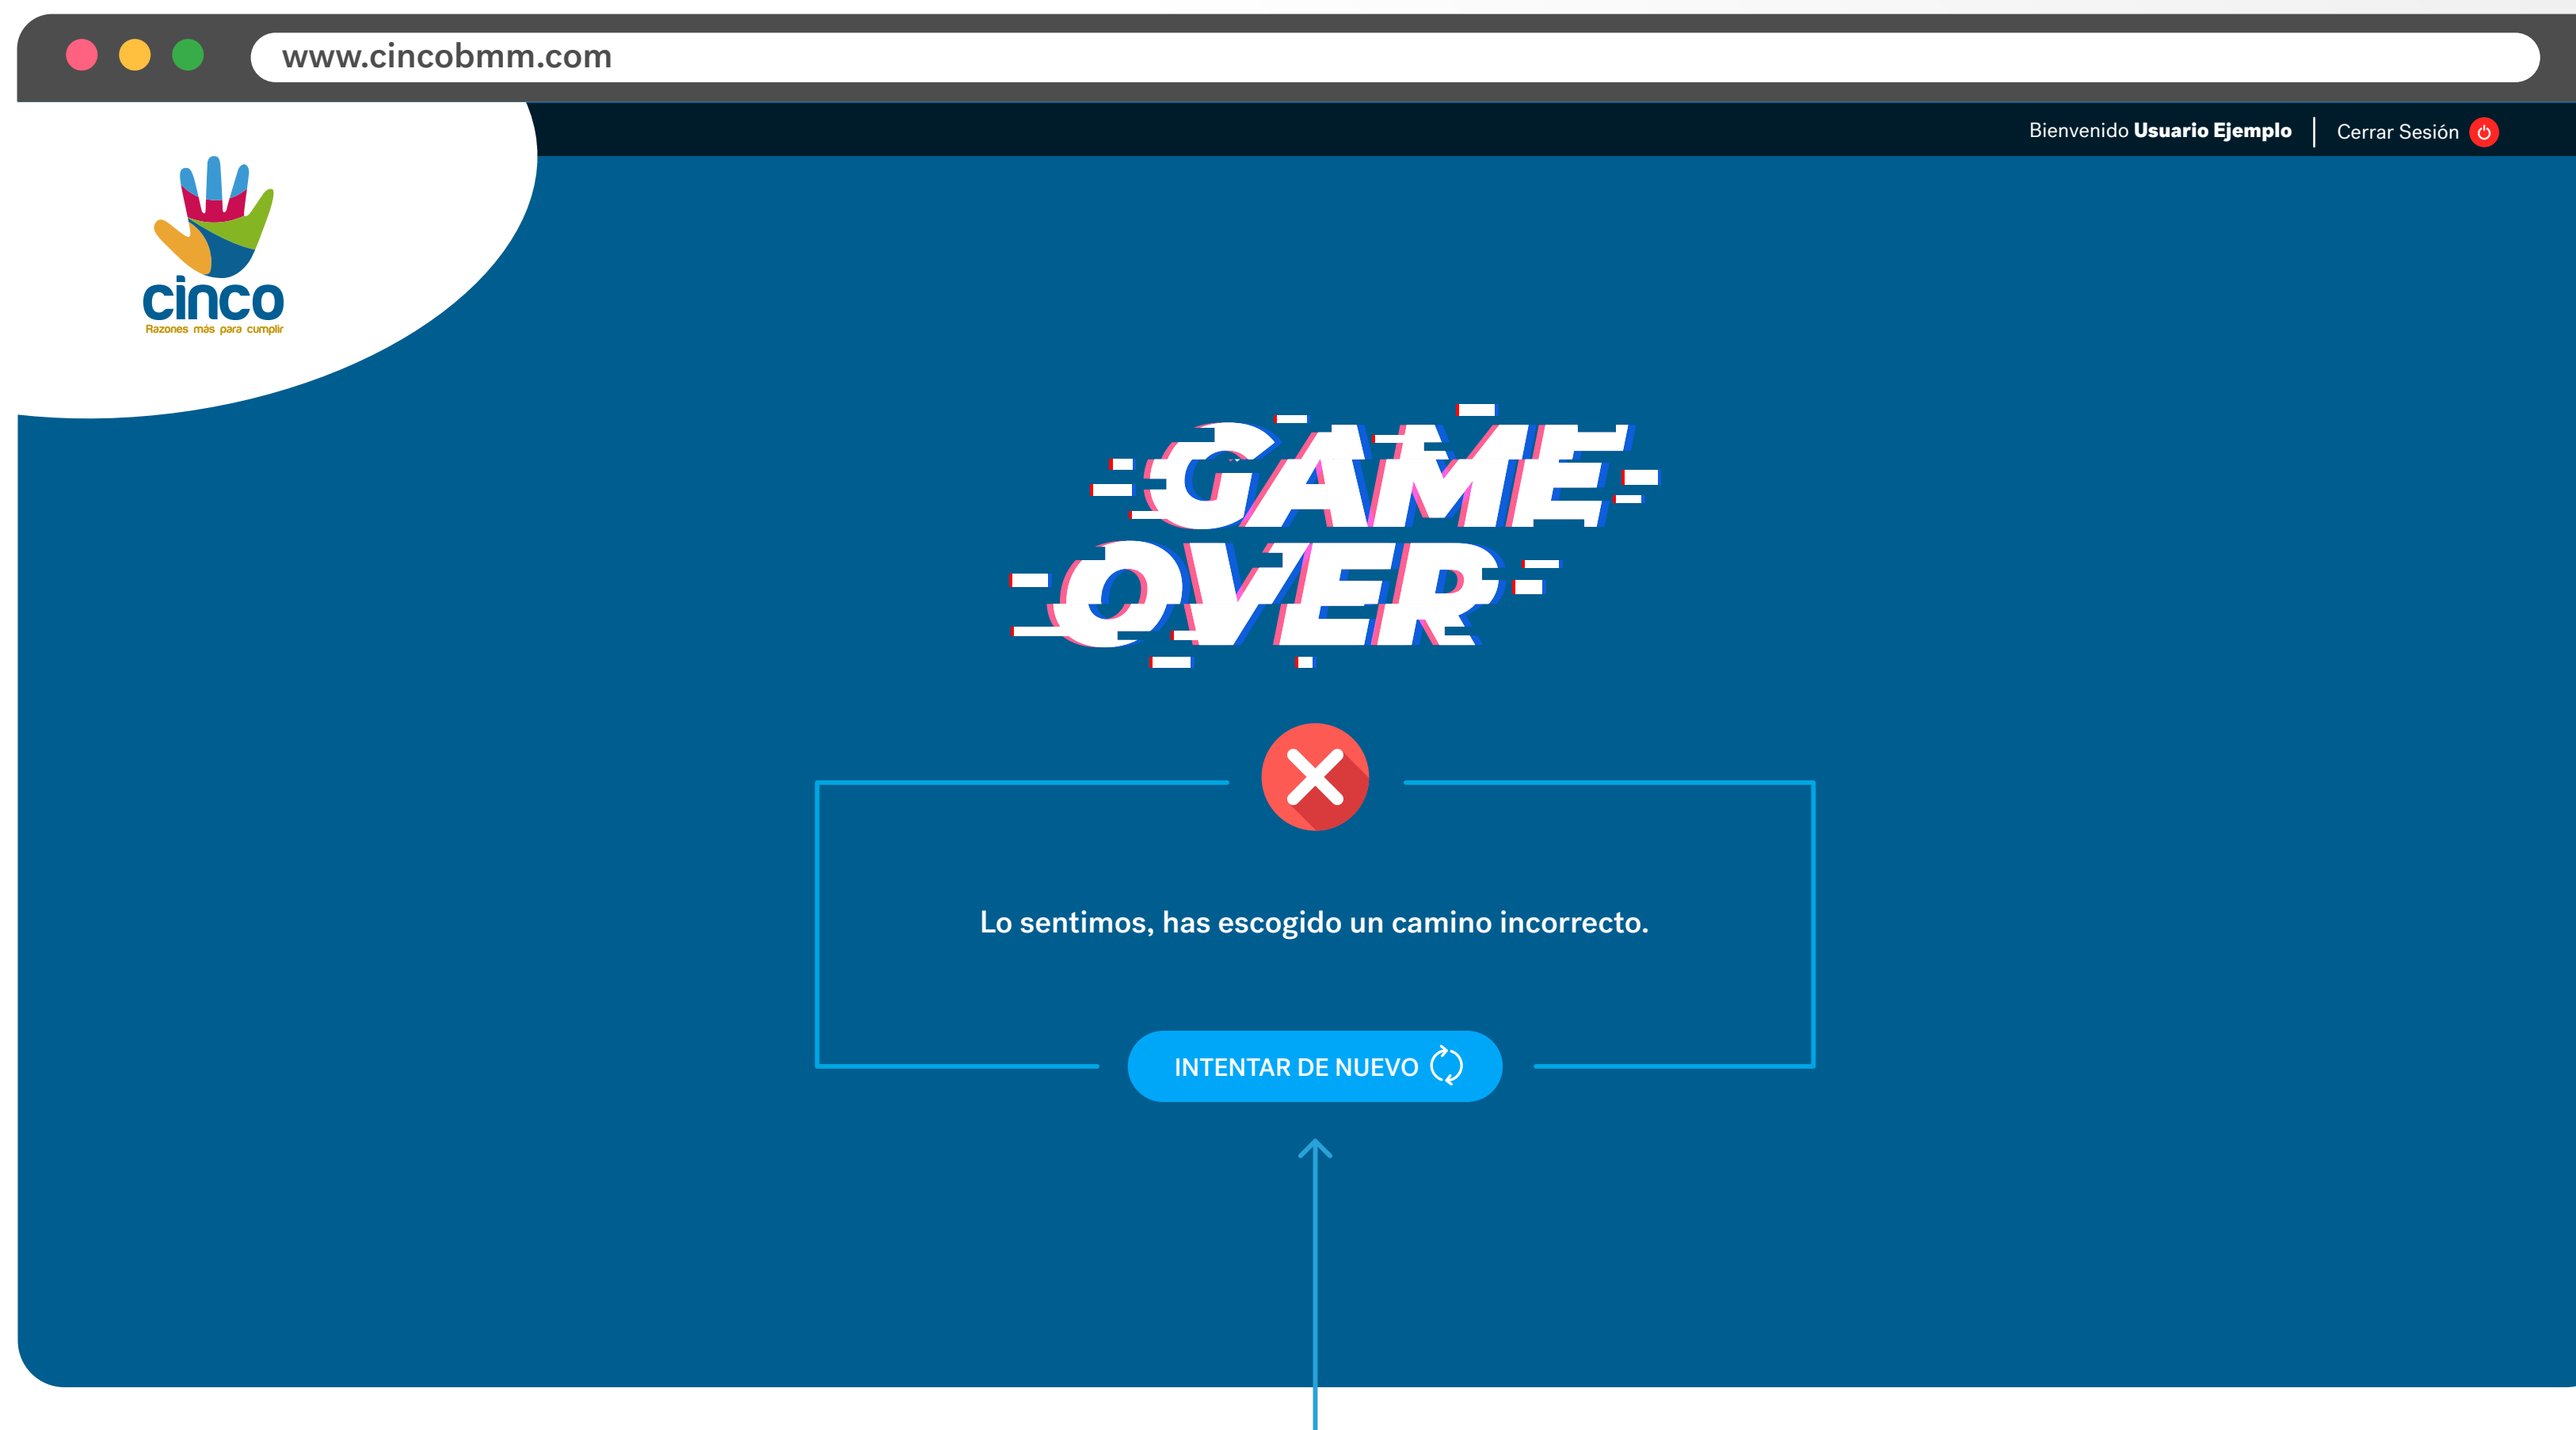 www.cincobmm.com
Bienvenido Usuario Ejemplo
Cerrar Sesión
cinco
Razones más para cumplir
GAME
OVER
Lo sentimos, has escogido un camino incorrecto.
INTENTAR DE NUEVO